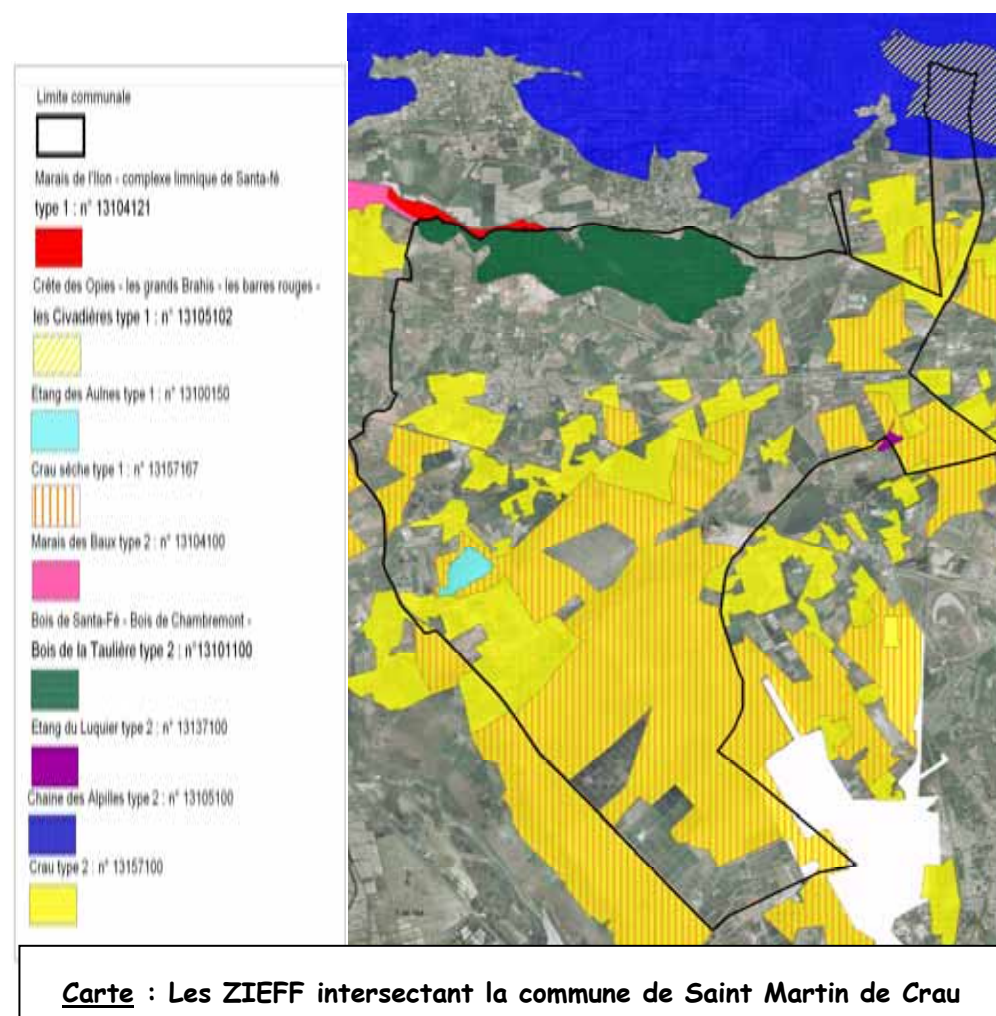 Limite communale
Marais de l'Ilon - complexe limnique de Santa-fé
type 1 : n° 13104121
Crête des Opies - les grands Brahis - les barres rouges -
les Civadières type 1 : n° 13105102
Etang des Aulnes type 1 : n° 13100150
Crau sèche type 1 : n° 13157167
Marais des Baux type 2 : n° 13104100
Bois de Santa-Fé - Bois de Chambremont -
Bois de la Taulière type 2 : n°13101100
Etang du Luquier type 2 : n° 13137100
Chaine des Alpilles type 2 : n° 13105100
Crau type 2 : n° 13157100
Carte : Les ZIEFF intersectant la commune de Saint Martin de Crau